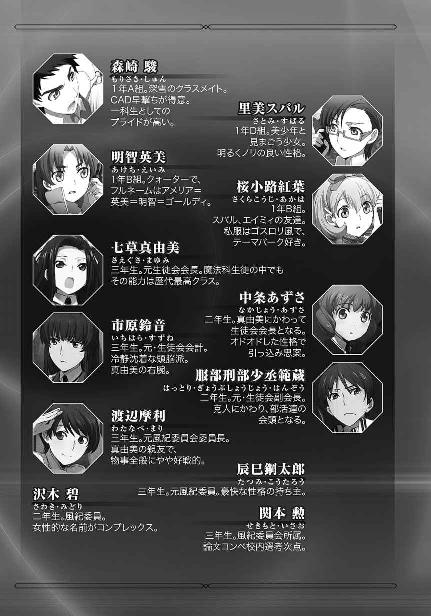 森崎 駿
もりさき・しゅん
1年A組。深雪のクラスメイト。
CAD早撃ちが得意。
一科生としての
プライドが高い。
里美スバル
さとみ・すばる
1年D組。美少年と
見まごう少女。
明るくノリの良い性格。
明智英美
あけち・えいみ
1年B組。クォーターで、
フルネームはアメリア=
英美=明智=ゴールディ。
桜小路紅葉
さくらこうじ・あかは
1年B組。
スバル、エイミィの友達。
私服はゴスロリ風で、
テーマパーク好き。
七草真由美
さえぐさ・まゆみ
三年生。元生徒会会長。魔法科生徒の中でも
その能力は歴代最高クラス。
中条あずさ
なかじょう・あずさ
二年生。真由美にかわって
生徒会会長となる。
オドオドした性格で
引っ込み思案。
市原鈴音
いちはら・すずね
三年生。元・生徒会会計。
冷静沈着な頭脳派。
真由美の右腕。
服部刑部少丞範蔵
はっとり・ぎょうぶしょうじょう・はんぞう
二年生。元・生徒会副会長。
克人にかわり、部活連の
会頭となる。
渡辺摩利
わたなべ・まり
三年生。元風紀委員会委員長。
真由美の親友で、
物事全般にやや好戦的。
辰巳鋼太郎
たつみ・こうたろう
三年生。元風紀委員。豪快な性格の持ち主。
沢木 碧
さわき・みどり
二年生。風紀委員。
女性的な名前がコンプレックス。
関本 勲
せきもと・いさお
三年生。風紀委員会所属。
論文コンペ校内選考次点。